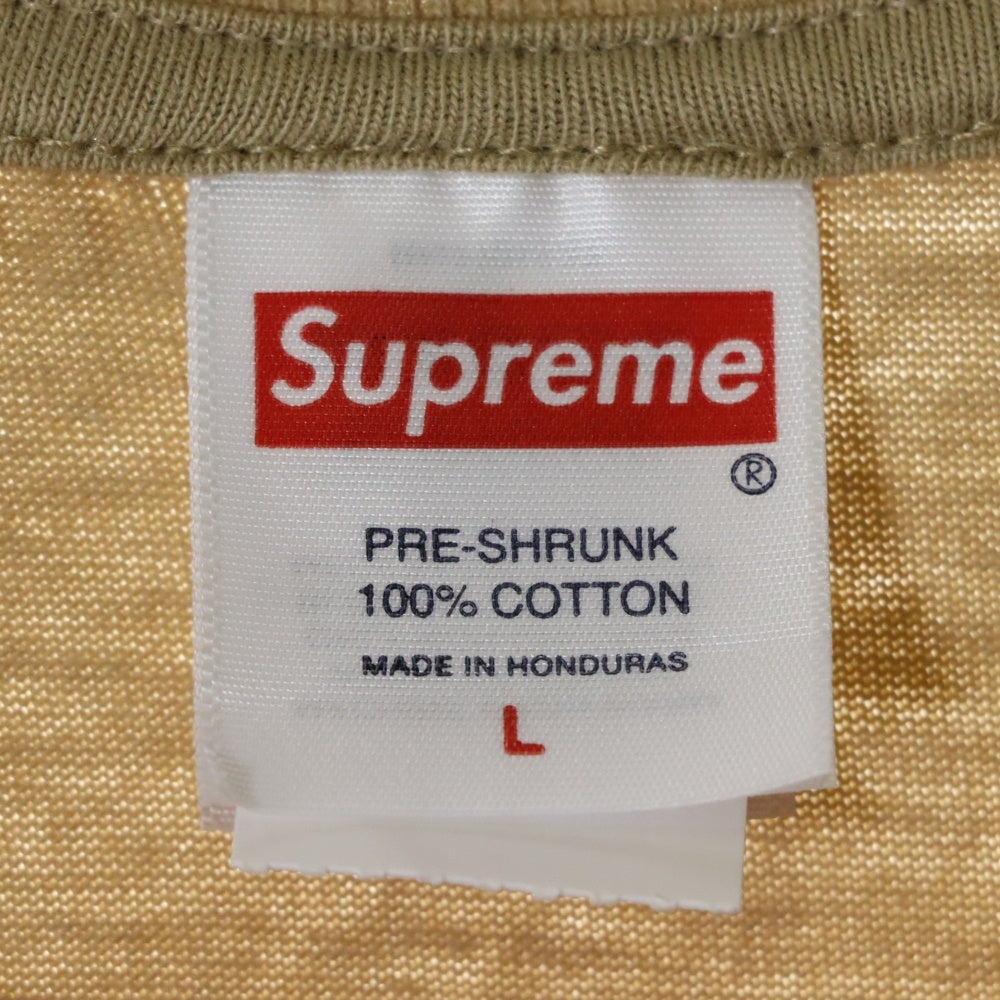 Supreme
®
PRE-SHRUNK
100% COTTON
MADE IN HONDURAS
L